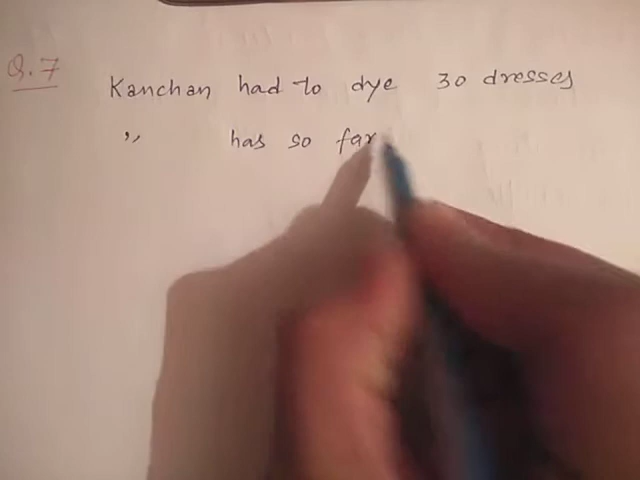 Q.7 Kanchan had to dye 30 dresses
,, has so far